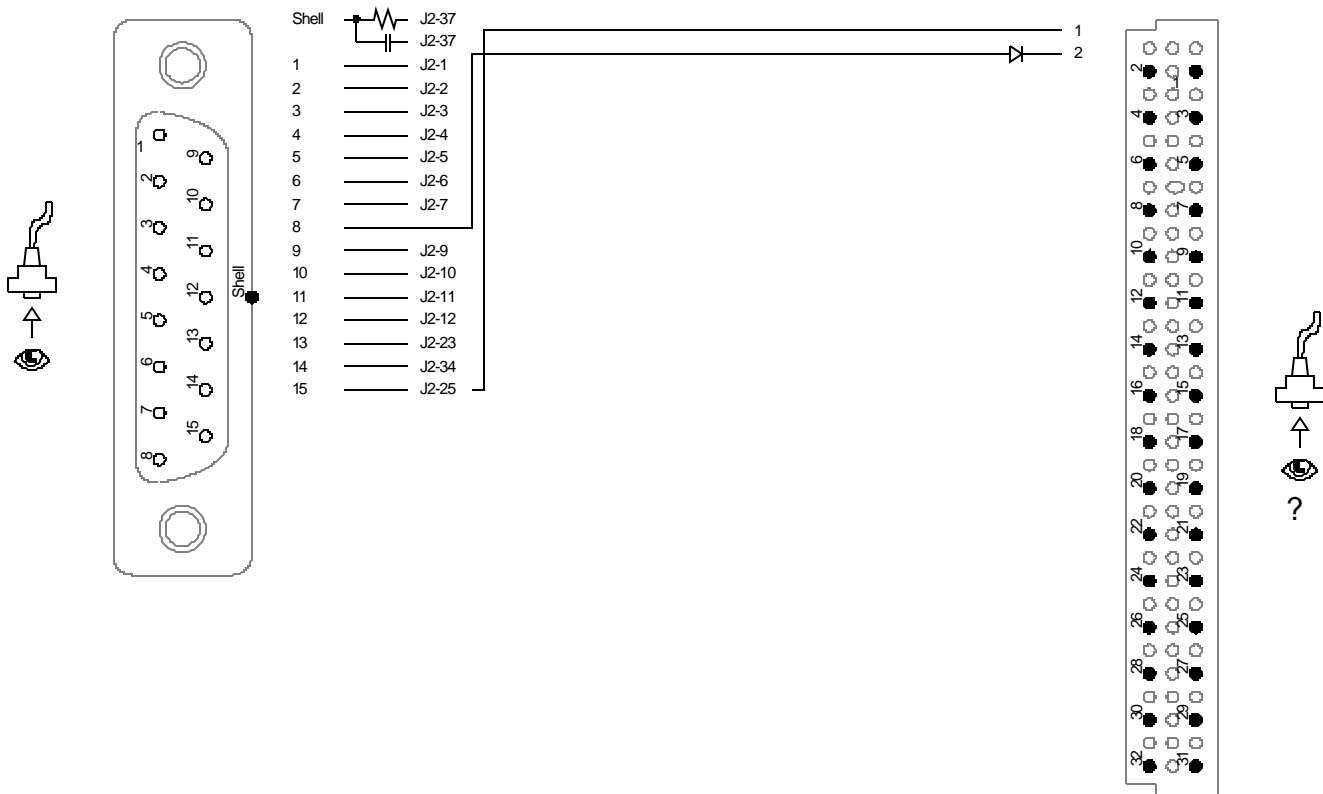 Shell J2-37
J2-37
1 J2-1
2 J2-2
3 J2-3
4 J2-4
5 J2-5
6 J2-6
7 J2-7
8
9 J2-9
10 J2-10
11 J2-11
12 J2-12
13 J2-23
14 J2-34
15 J2-25
1
2
1
2
3
4
5
6
7
8
9
10
11
12
13
14
15
Shell
2 1
4 3
6 5
8 7
10 9
12 11
14 13
16 15
18 17
20 19
22 21
24 23
26 25
28 27
30 29
32 31
?